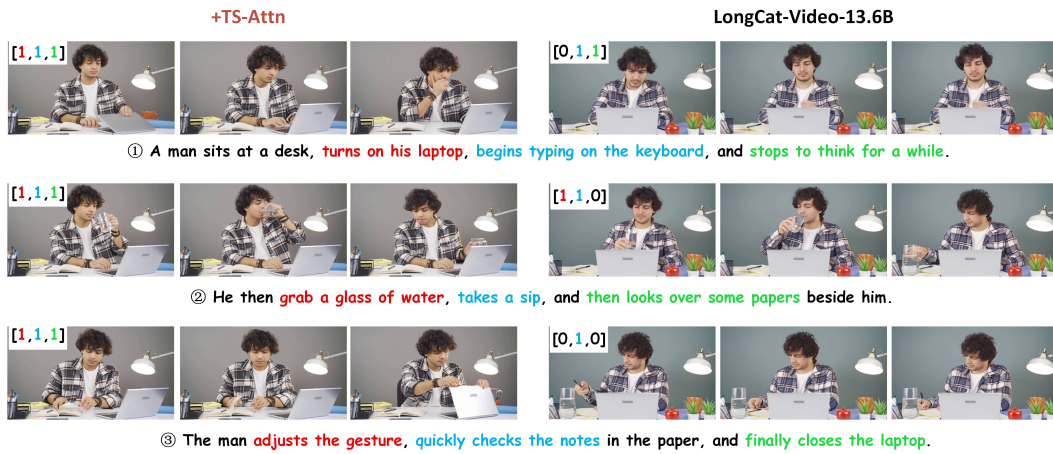 +TS-Attn LongCat-Video-13.6B
[1,1,1] [0,1,1]
① A man sits at a desk, turns on his laptop, begins typing on the keyboard, and stops to think for a while.
[1,1,1] [1,1,0]
② He then grab a glass of water, takes a sip, and then looks over some papers beside him.
[1,1,1] [0,1,0]
③ The man adjusts the gesture, quickly checks the notes in the paper, and finally closes the laptop.